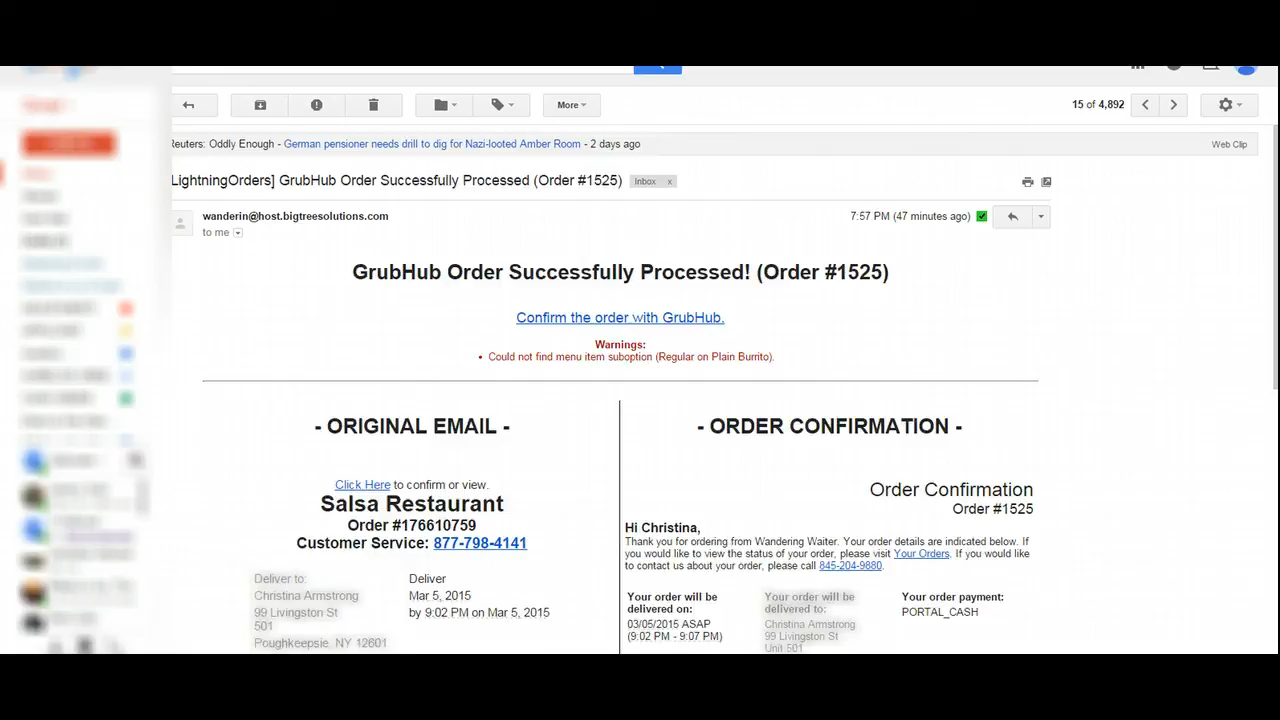 More
15 of 4,892
Reuters: Oddly Enough - German pensioner needs drill to dig for Nazi-looted Amber Room - 2 days ago
Web Clip
LightningOrders] GrubHub Order Successfully Processed (Order #1525)
Inbox x
wanderin@host.bigtreesolutions.com
7:57 PM (47 minutes ago)
to me
GrubHub Order Successfully Processed! (Order #1525)
Confirm the order with GrubHub.
Warnings:
• Could not find menu item suboption (Regular on Plain Burrito).
- ORIGINAL EMAIL -
Click Here to confirm or view.
Salsa Restaurant
Order #176610759
Customer Service: 877-798-4141
Deliver to:
Christina Armstrong
99 Livingston St
501
Poughkeepsie, NY 12601
Deliver
Mar 5, 2015
by 9:02 PM on Mar 5, 2015
- ORDER CONFIRMATION -
Order Confirmation
Order #1525
Hi Christina,
Thank you for ordering from Wandering Waiter. Your order details are indicated below. If
you would like to view the status of your order, please visit Your Orders. If you would like
to contact us about your order, please call 845-204-9880.
Your order will be
delivered on:
03/05/2015 ASAP
(9:02 PM - 9:07 PM)
Your order will be
delivered to:
Christina Armstrong
99 Livingston St
Unit 501
Your order payment:
PORTAL_CASH